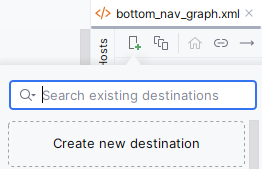 bottom_nav_graph.xml
Hosts
Search existing destinations
Create new destination